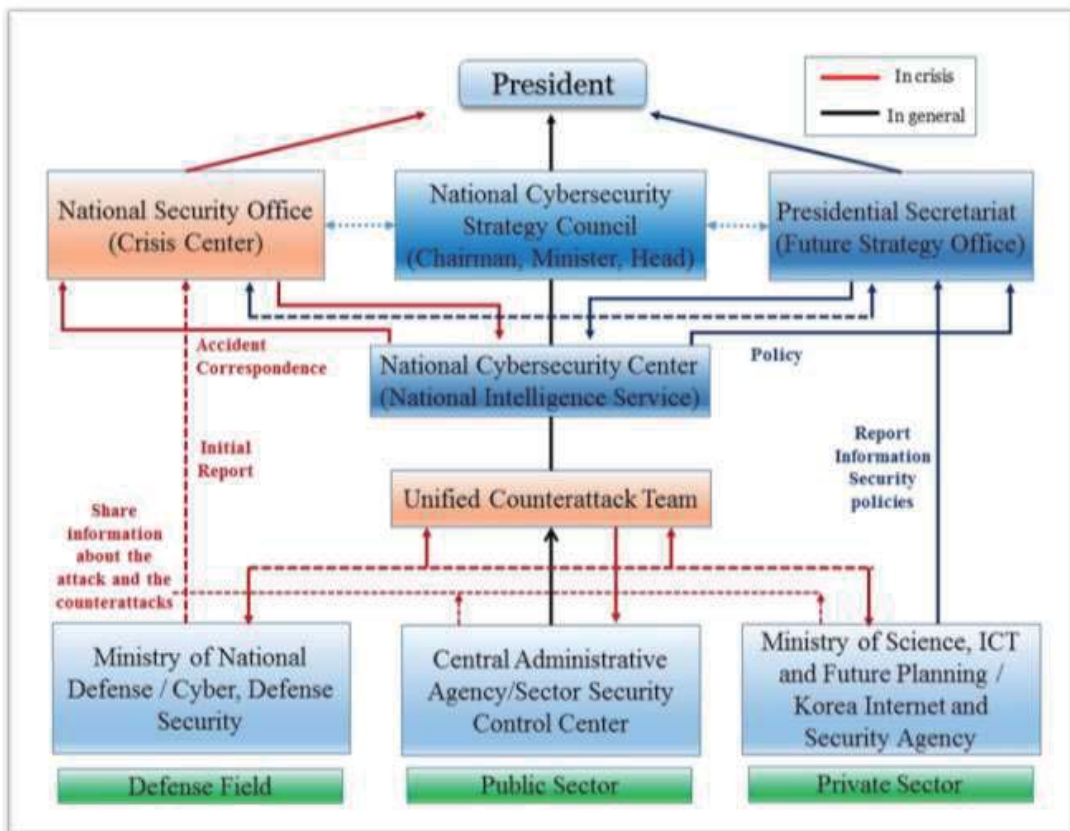 President
In crisis
In general
National Security Office
(Crisis Center)
National Cybersecurity
Strategy Council
(Chairman, Minister, Head)
Presidential Secretariat
(Future Strategy Office)
Accident
Correspondence
National Cybersecurity Center
(National Intelligence Service)
Policy
Initial
Report
Report
Information
Security
policies
Unified Counterattack Team
Share
information
about the
attack and the
counterattacks
Ministry of National
Defense / Cyber, Defense
Security
Central Administrative
Agency/Sector Security
Control Center
Ministry of Science, ICT
and Future Planning /
Korea Internet and
Security Agency
Defense Field
Public Sector
Private Sector